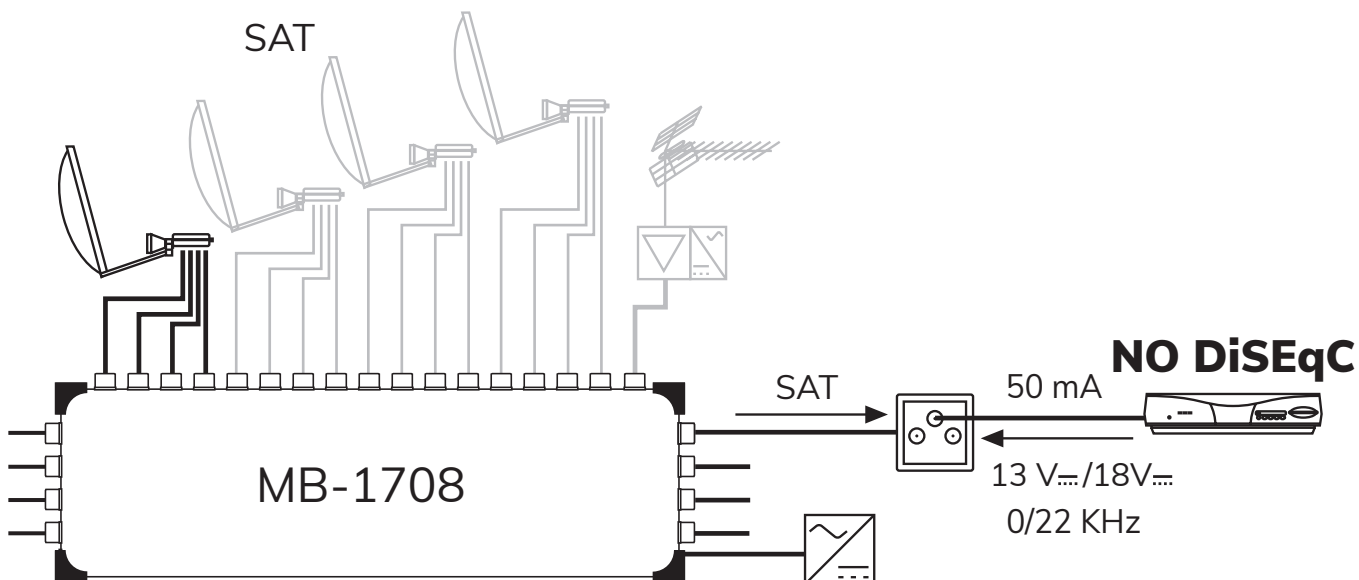 SAT
NO DiSEqC
SAT
50 mA
MB-1708
13 V⎓/18V⎓
0/22 KHz